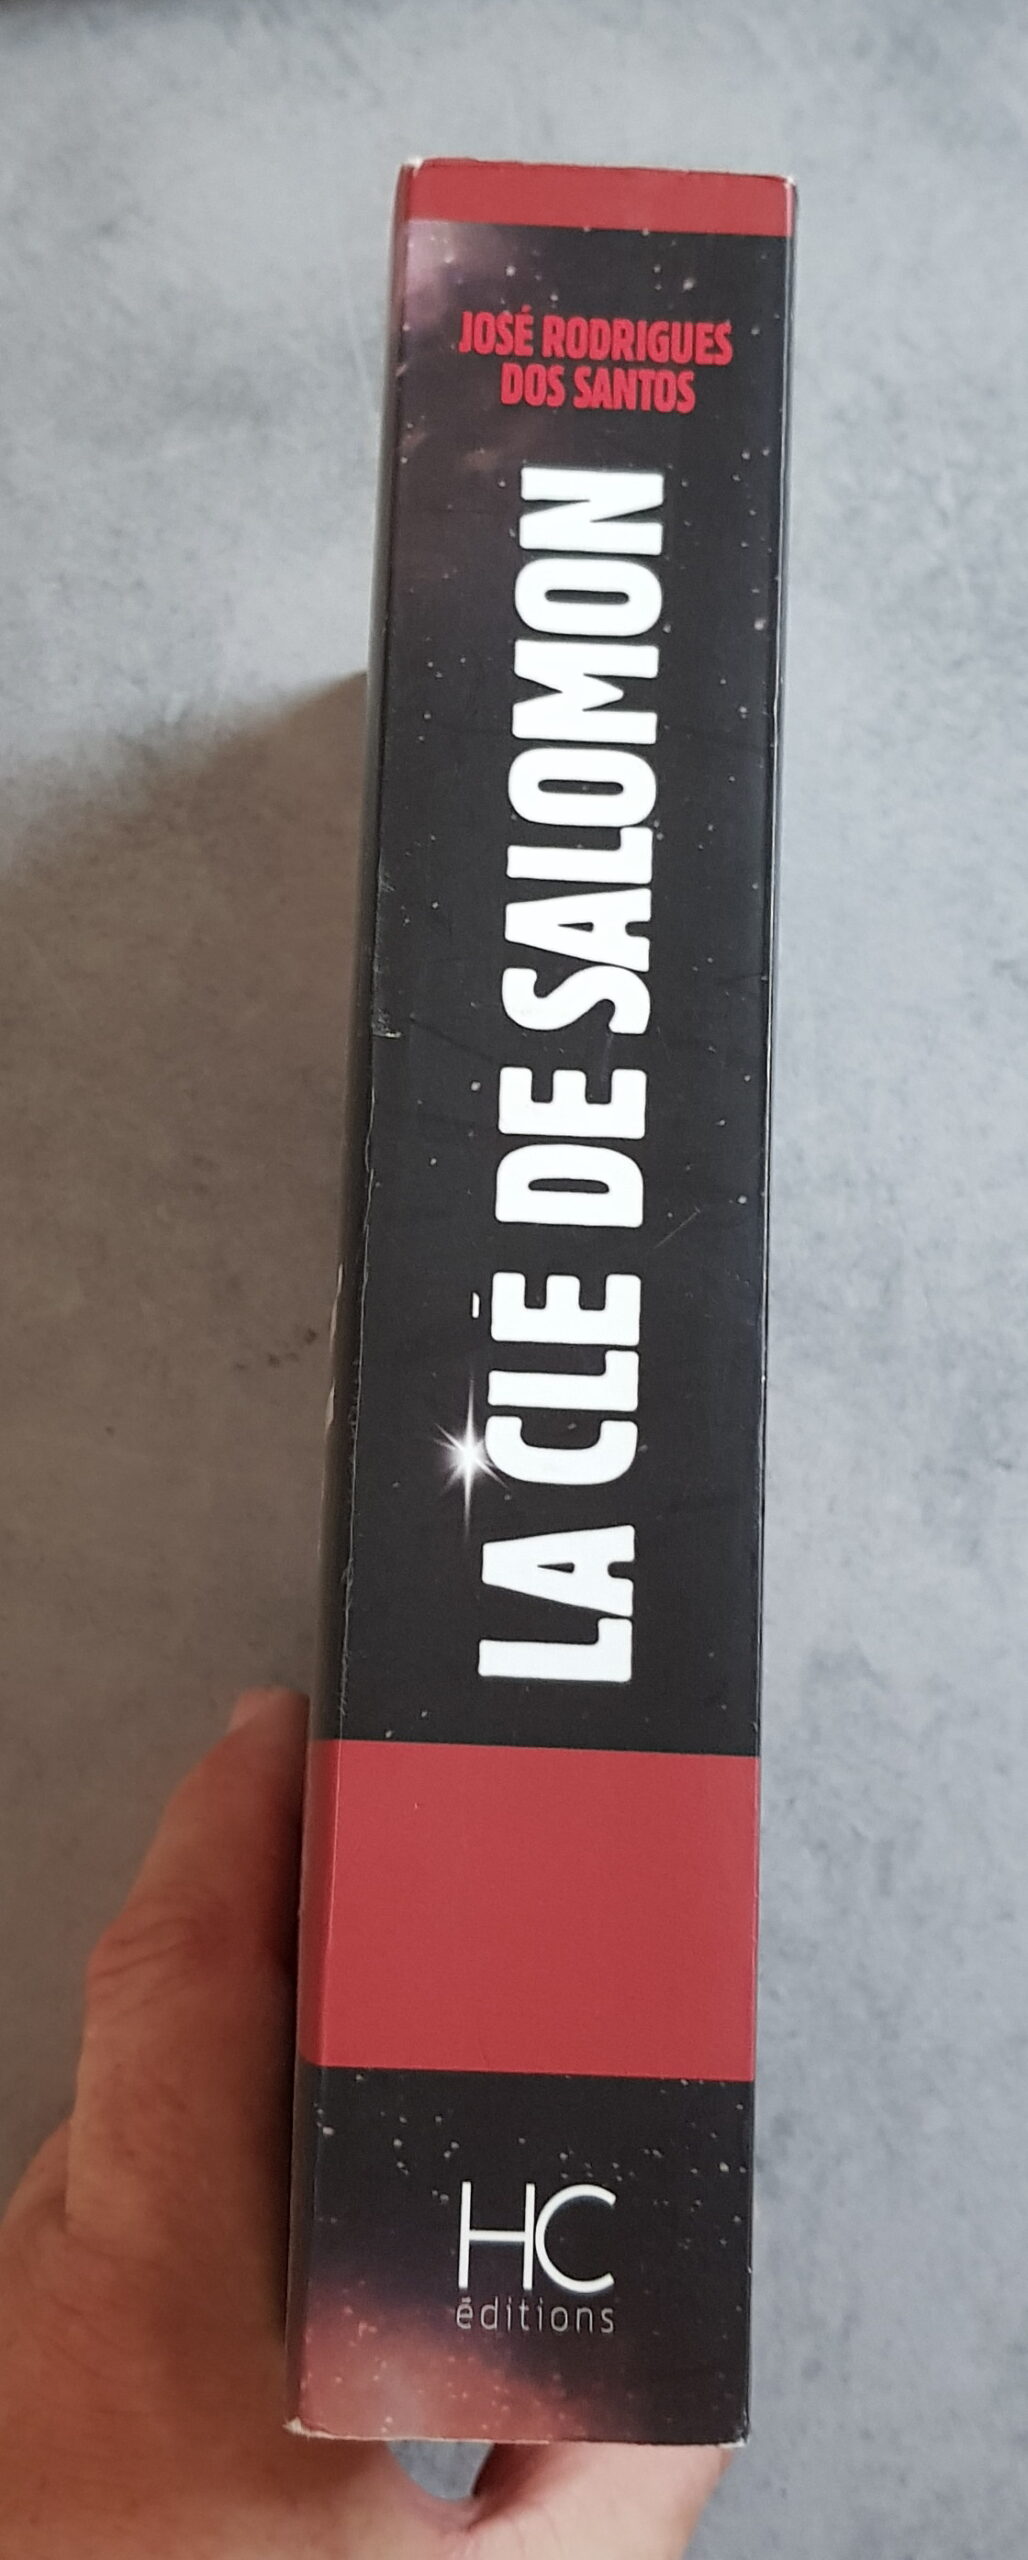 JOSÉ RODRIGUES
DOS SANTOS
LA CLÉ DE SALOMON
HC
éditions